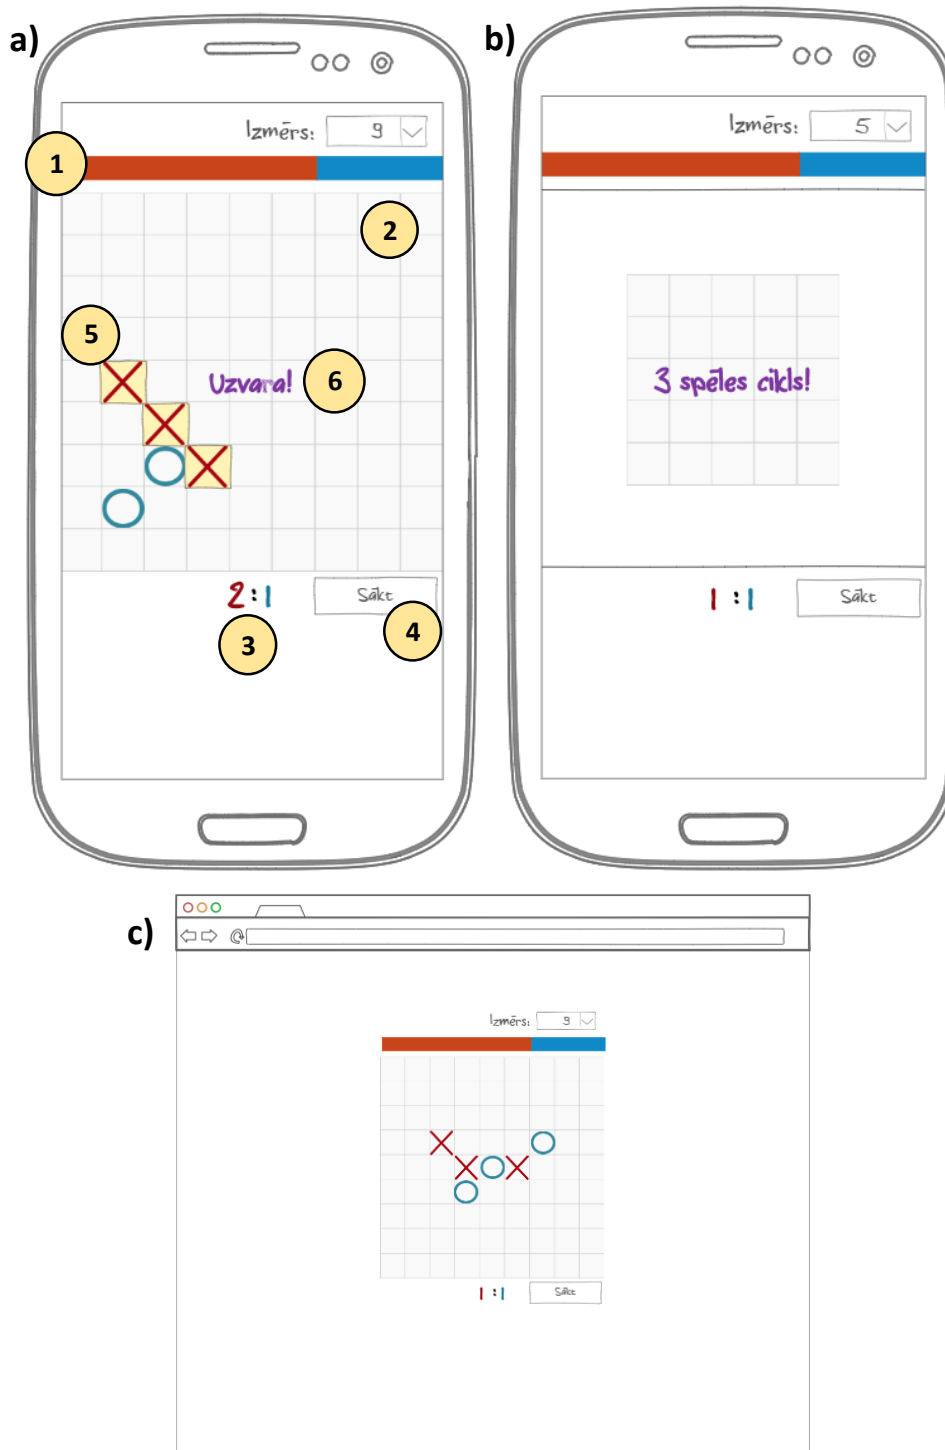 a)
Izmērs: 9
1
2
5
Uzvara!
6
2:1
Sākt
3
4
b)
Izmērs: 5
3 spēles cikls!
1:1
Sākt
c)
Izmērs: 9
1:1
Sākt